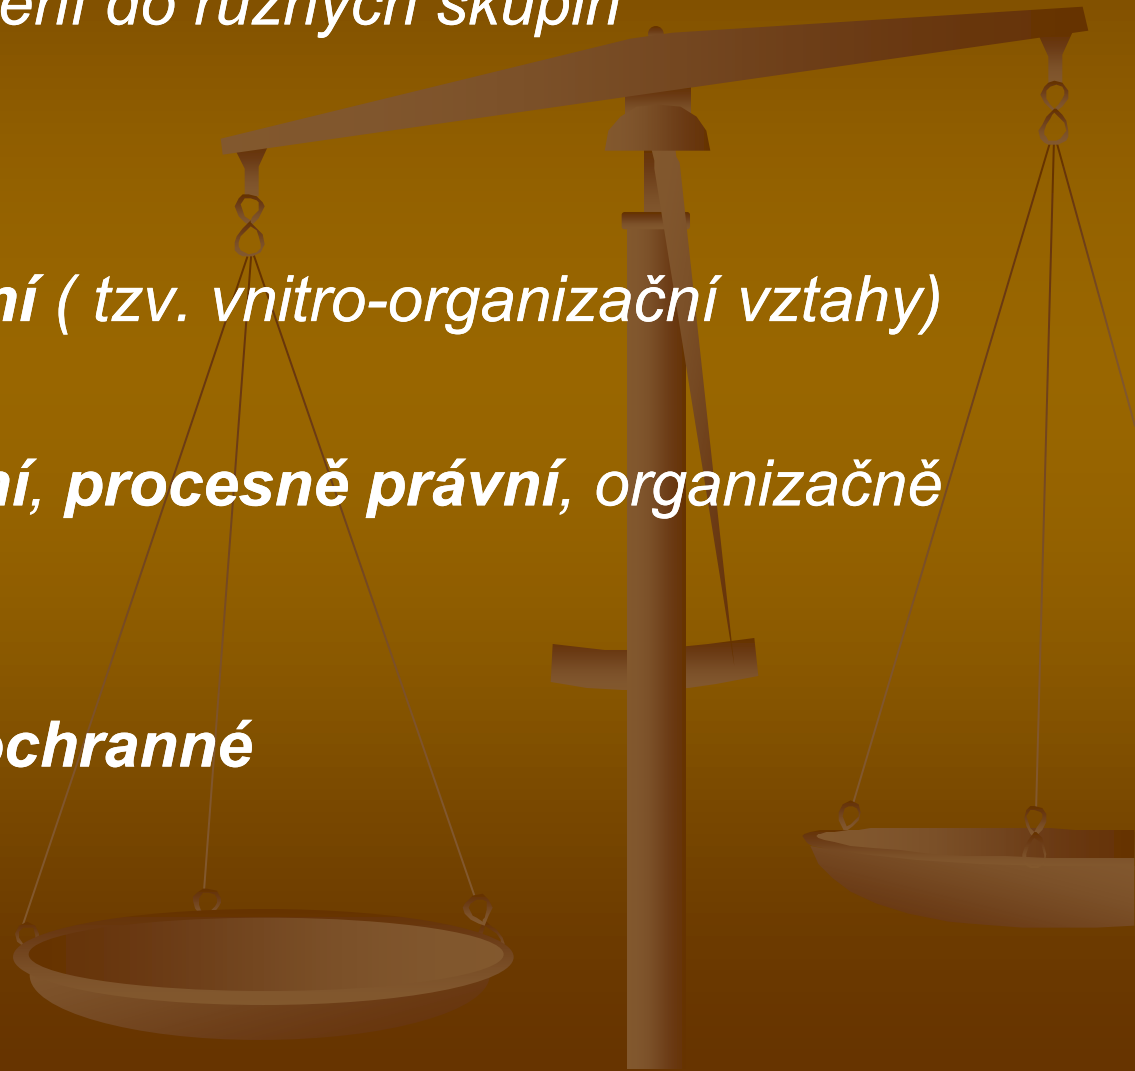 ení do různých skupin
ní ( tzv. vnitro-organizační vztahy)
ní, procesně právní, organizačně
ochranné